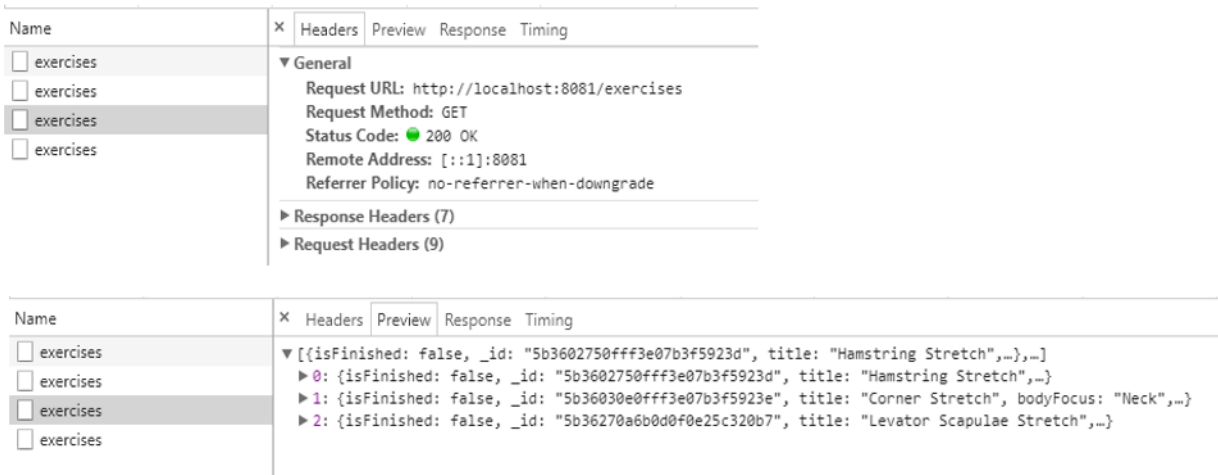 Name
× Headers Preview Response Timing
exercises
exercises
exercises
exercises
▼ General
Request URL: http://localhost:8081/exercises
Request Method: GET
Status Code: 200 OK
Remote Address: [::1]:8081
Referrer Policy: no-referrer-when-downgrade
▶ Response Headers (7)
▶ Request Headers (9)
Name
× Headers Preview Response Timing
exercises
exercises
exercises
exercises
▼ [{isFinished: false, _id: "5b3602750fff3e07b3f5923d", title: "Hamstring Stretch",…},…]
▶ 0: {isFinished: false, _id: "5b3602750fff3e07b3f5923d", title: "Hamstring Stretch",…}
▶ 1: {isFinished: false, _id: "5b36030e0fff3e07b3f5923e", title: "Corner Stretch", bodyFocus: "Neck",…}
▶ 2: {isFinished: false, _id: "5b36270a6b0d0f0e25c320b7", title: "Levator Scapulae Stretch",…}